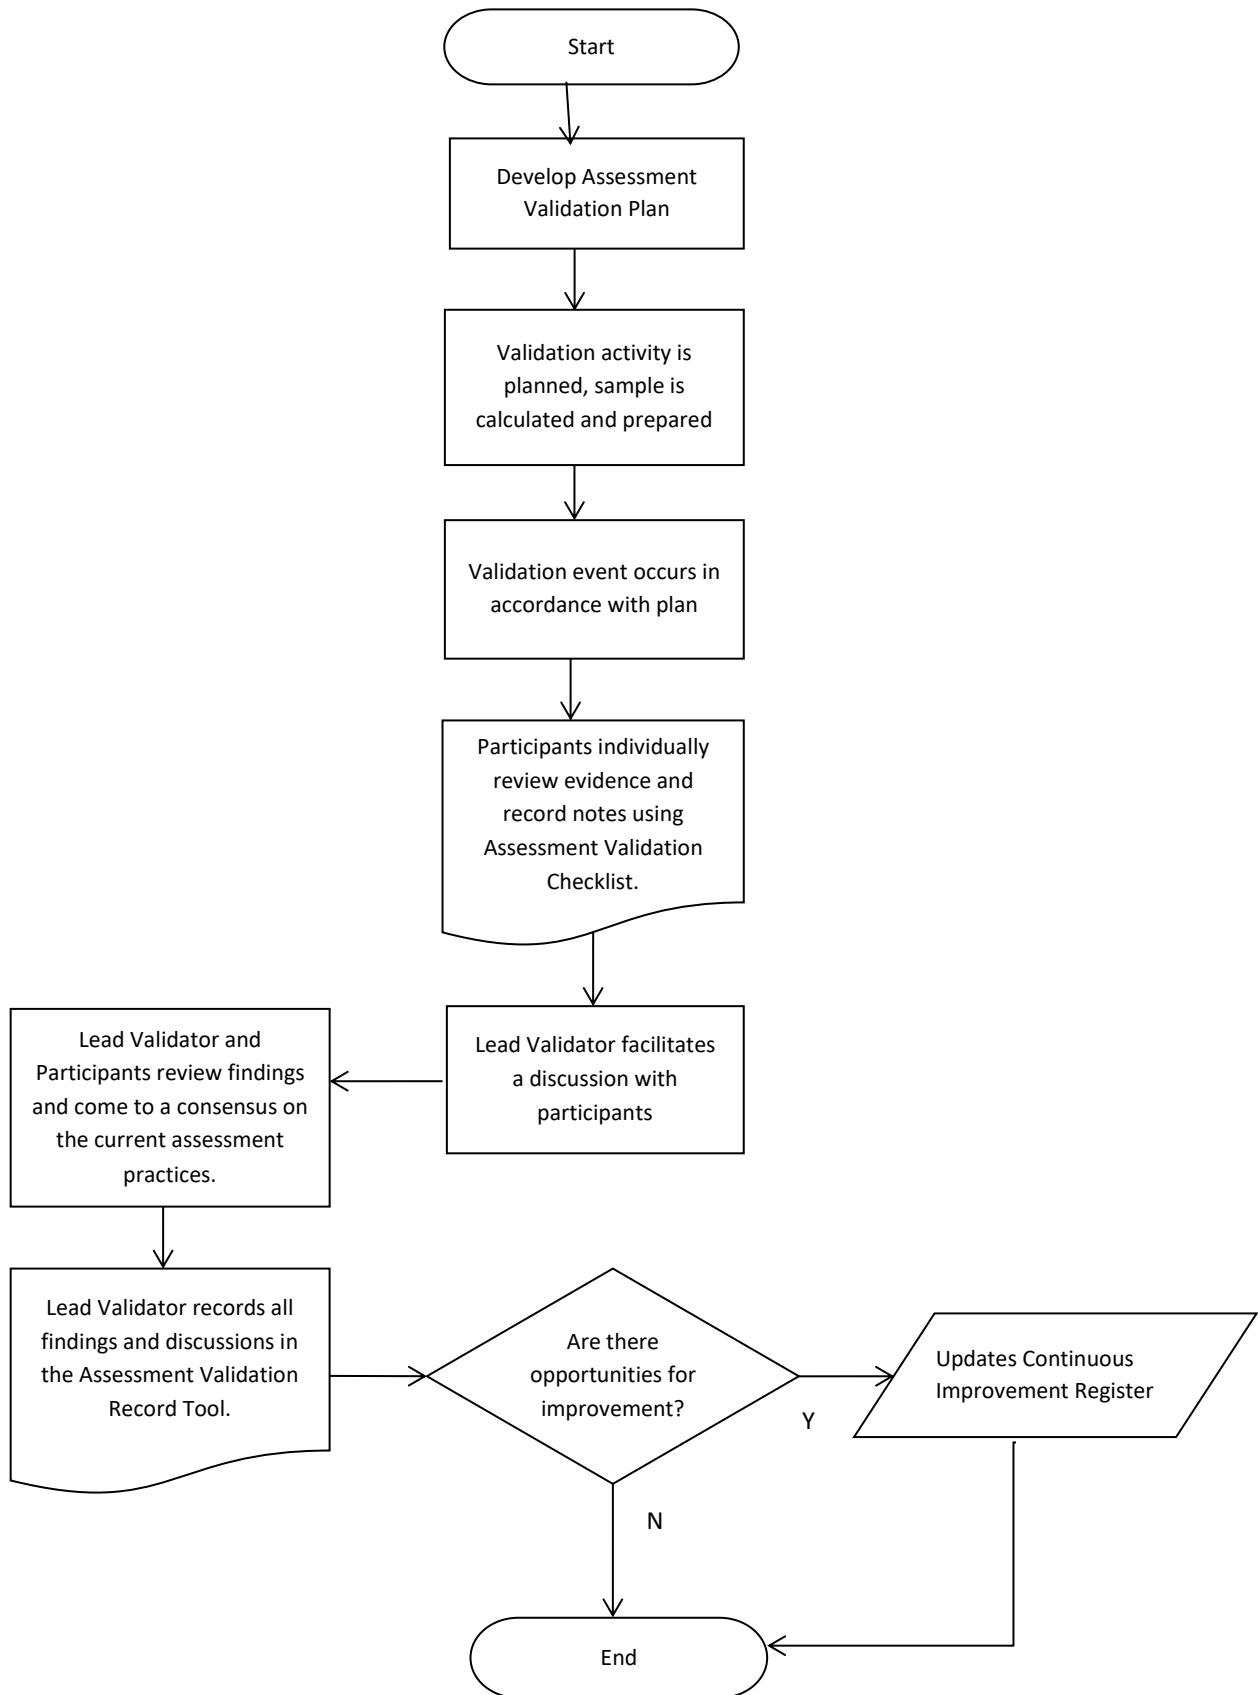 Start
Develop Assessment
Validation Plan
Validation activity is
planned, sample is
calculated and prepared
Validation event occurs in
accordance with plan
Participants individually
review evidence and
record notes using
Assessment Validation
Checklist.
Lead Validator facilitates
a discussion with
participants
Lead Validator and
Participants review findings
and come to a consensus on
the current assessment
practices.
Lead Validator records all
findings and discussions in
the Assessment Validation
Record Tool.
Are there
opportunities for
improvement?
Y
Updates Continuous
Improvement Register
N
End